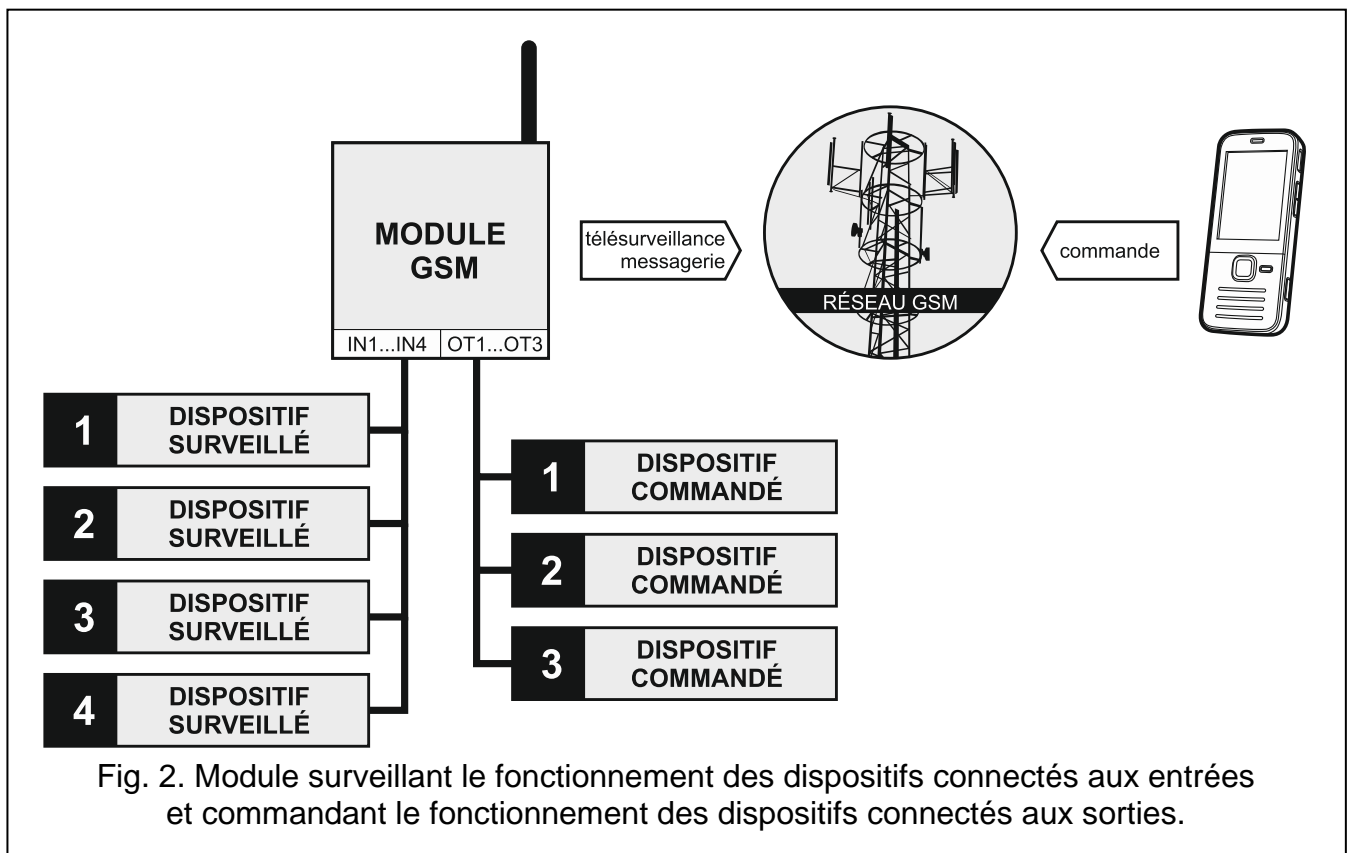 MODULE
GSM
IN1...IN4
OT1...OT3
télésurveillance
messagerie
RÉSEAU GSM
commande
1
DISPOSITIF
SURVEILLÉ
2
DISPOSITIF
SURVEILLÉ
3
DISPOSITIF
SURVEILLÉ
4
DISPOSITIF
SURVEILLÉ
1
DISPOSITIF
COMMANDÉ
2
DISPOSITIF
COMMANDÉ
3
DISPOSITIF
COMMANDÉ
Fig. 2. Module surveillant le fonctionnement des dispositifs connectés aux entrées
et commandant le fonctionnement des dispositifs connectés aux sorties.